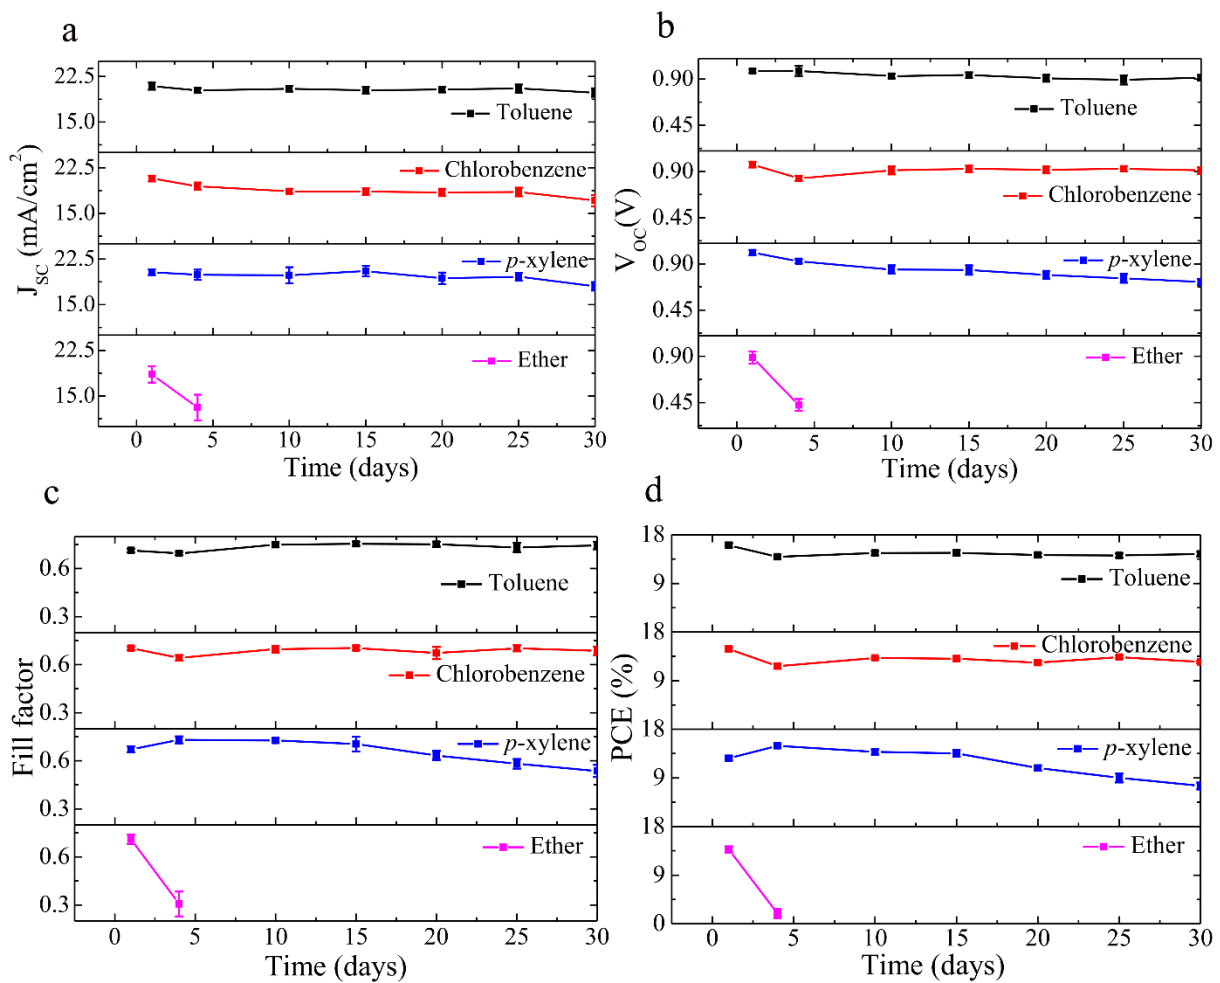 a
J_SC (mA/cm²)
22.5
15.0
Toluene
22.5
15.0
Chlorobenzene
22.5
15.0
p-xylene
22.5
15.0
Ether
0 5 10 15 20 25 30
Time (days)
b
V_OC(V)
0.90
0.45
Toluene
0.90
0.45
Chlorobenzene
0.90
0.45
p-xylene
0.90
0.45
Ether
0 5 10 15 20 25 30
Time (days)
c
Fill factor
0.6
0.3
Toluene
0.6
0.3
Chlorobenzene
0.6
0.3
p-xylene
0.6
0.3
Ether
0 5 10 15 20 25 30
Time (days)
d
PCE (%)
18
9
Toluene
18
9
Chlorobenzene
18
9
p-xylene
18
9
0
Ether
0 5 10 15 20 25 30
Time (days)